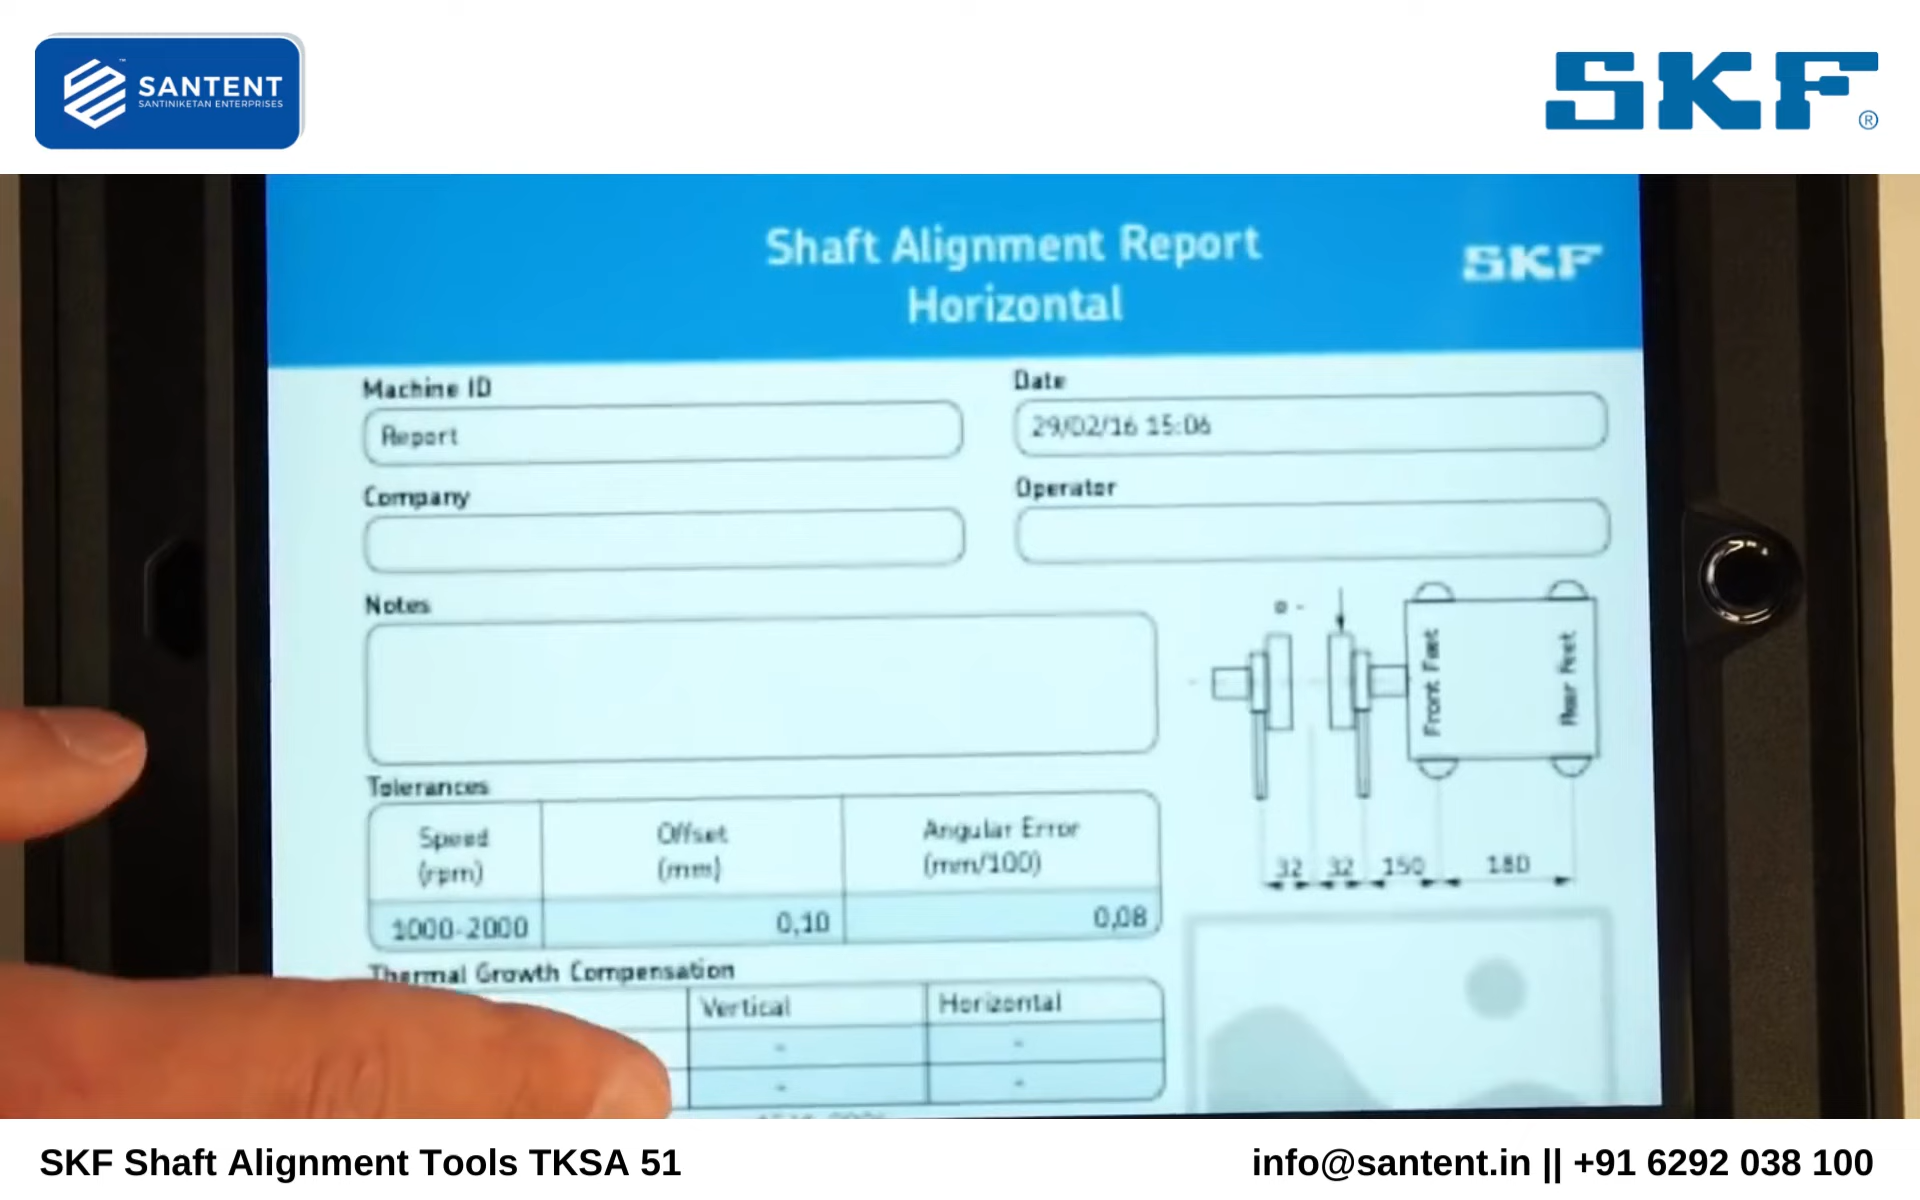 SANTENT
SANTINIKETAN ENTERPRISES
SKF
Shaft Alignment Report
Horizontal
SKF
Machine ID
Report
Date
29/02/16 15:06
Company
Operator
Notes
Front Feet
Rear Feet
32 32 150 180
Tolerances
Speed (rpm)
Offset (mm)
Angular Error (mm/100)
1000-2000
0,10
0,08
Thermal Growth Compensation
Vertical
Horizontal
-
-
-
-
SKF Shaft Alignment Tools TKSA 51
info@santent.in || +91 6292 038 100